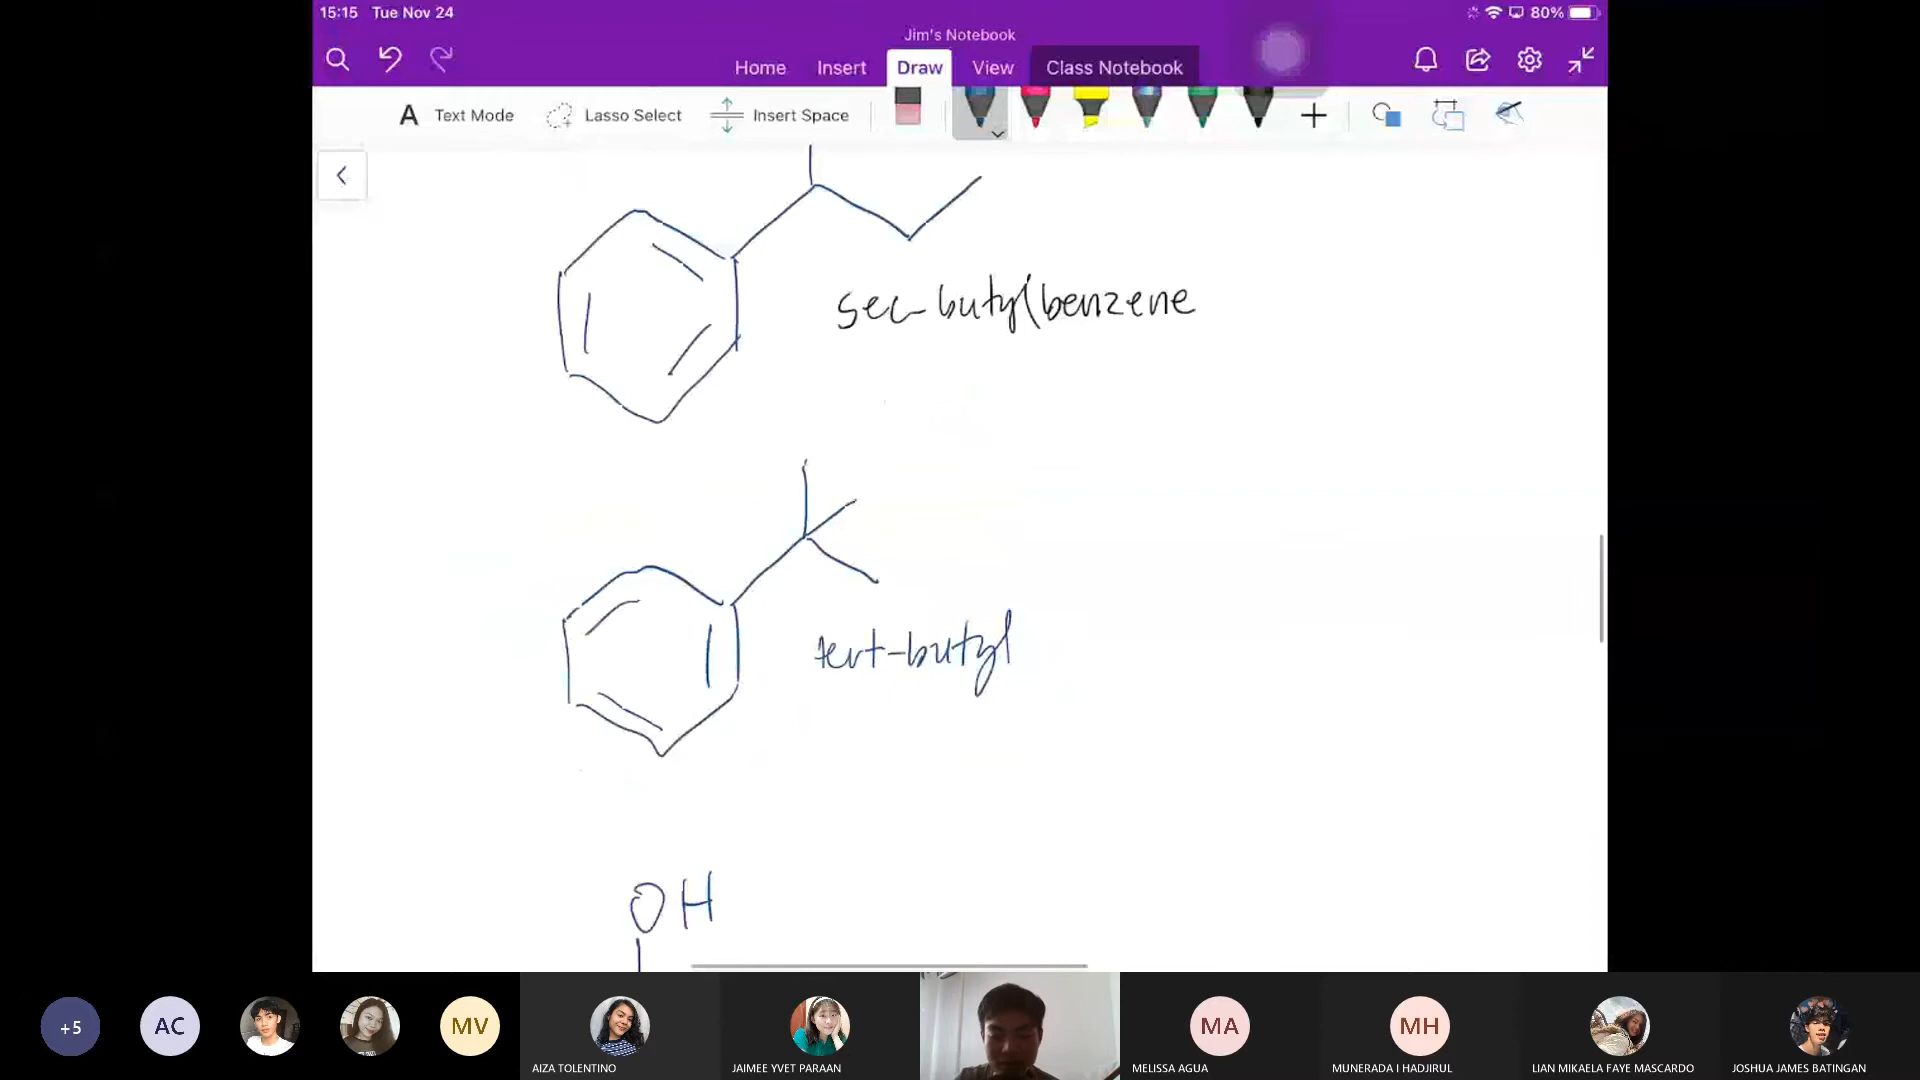 15:15 Tue Nov 24
80%
Jim's Notebook
Home Insert Draw View Class Notebook
A Text Mode Lasso Select Insert Space
sec-butylbenzene
tert-butyl
OH
+5 AC MV MA MH
AIZA TOLENTINO JAIMEE YVET PARAAN MELISSA AGUA MUNERADA I HADJIRUL LIAN MIKAELA FAYE MASCARDO JOSHUA JAMES BATINGAN